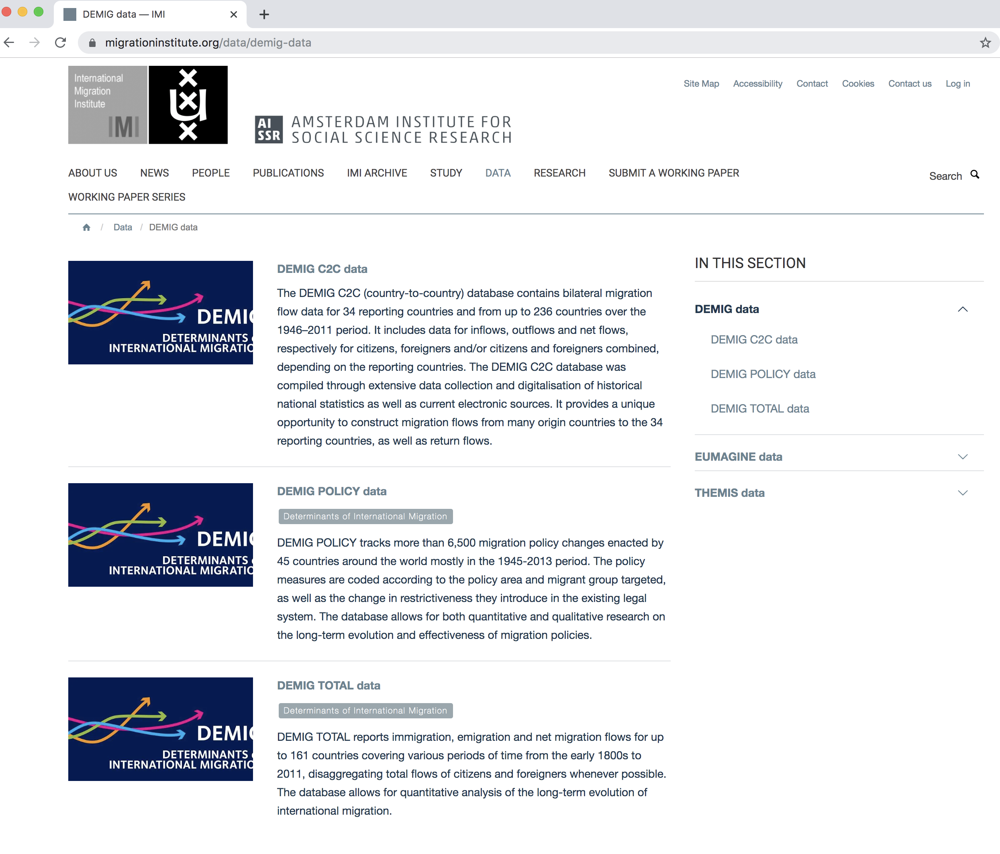 DEMIG data — IMI
migrationinstitute.org/data/demig-data
International
Migration
Institute
IMI
AI
SSR
AMSTERDAM INSTITUTE FOR
SOCIAL SCIENCE RESEARCH
Site Map Accessibility Contact Cookies Contact us Log in
ABOUT US NEWS PEOPLE PUBLICATIONS IMI ARCHIVE STUDY DATA RESEARCH SUBMIT A WORKING PAPER
Search
WORKING PAPER SERIES
/ Data / DEMIG data
DEMIG
DETERMINANTS
INTERNATIONAL MIGRATIO
DEMIG C2C data
The DEMIG C2C (country-to-country) database contains bilateral migration
flow data for 34 reporting countries and from up to 236 countries over the
1946–2011 period. It includes data for inflows, outflows and net flows,
respectively for citizens, foreigners and/or citizens and foreigners combined,
depending on the reporting countries. The DEMIG C2C database was
compiled through extensive data collection and digitalisation of historical
national statistics as well as current electronic sources. It provides a unique
opportunity to construct migration flows from many origin countries to the 34
reporting countries, as well as return flows.
DEMIG
DETERMINANTS
INTERNATIONAL MIGRATIO
DEMIG POLICY data
Determinants of International Migration
DEMIG POLICY tracks more than 6,500 migration policy changes enacted by
45 countries around the world mostly in the 1945-2013 period. The policy
measures are coded according to the policy area and migrant group targeted,
as well as the change in restrictiveness they introduce in the existing legal
system. The database allows for both quantitative and qualitative research on
the long-term evolution and effectiveness of migration policies.
DEMIG
DETERMINANTS
INTERNATIONAL MIGRATIO
DEMIG TOTAL data
Determinants of International Migration
DEMIG TOTAL reports immigration, emigration and net migration flows for up
to 161 countries covering various periods of time from the early 1800s to
2011, disaggregating total flows of citizens and foreigners whenever possible.
The database allows for quantitative analysis of the long-term evolution of
international migration.
IN THIS SECTION
DEMIG data
DEMIG C2C data
DEMIG POLICY data
DEMIG TOTAL data
EUMAGINE data
THEMIS data